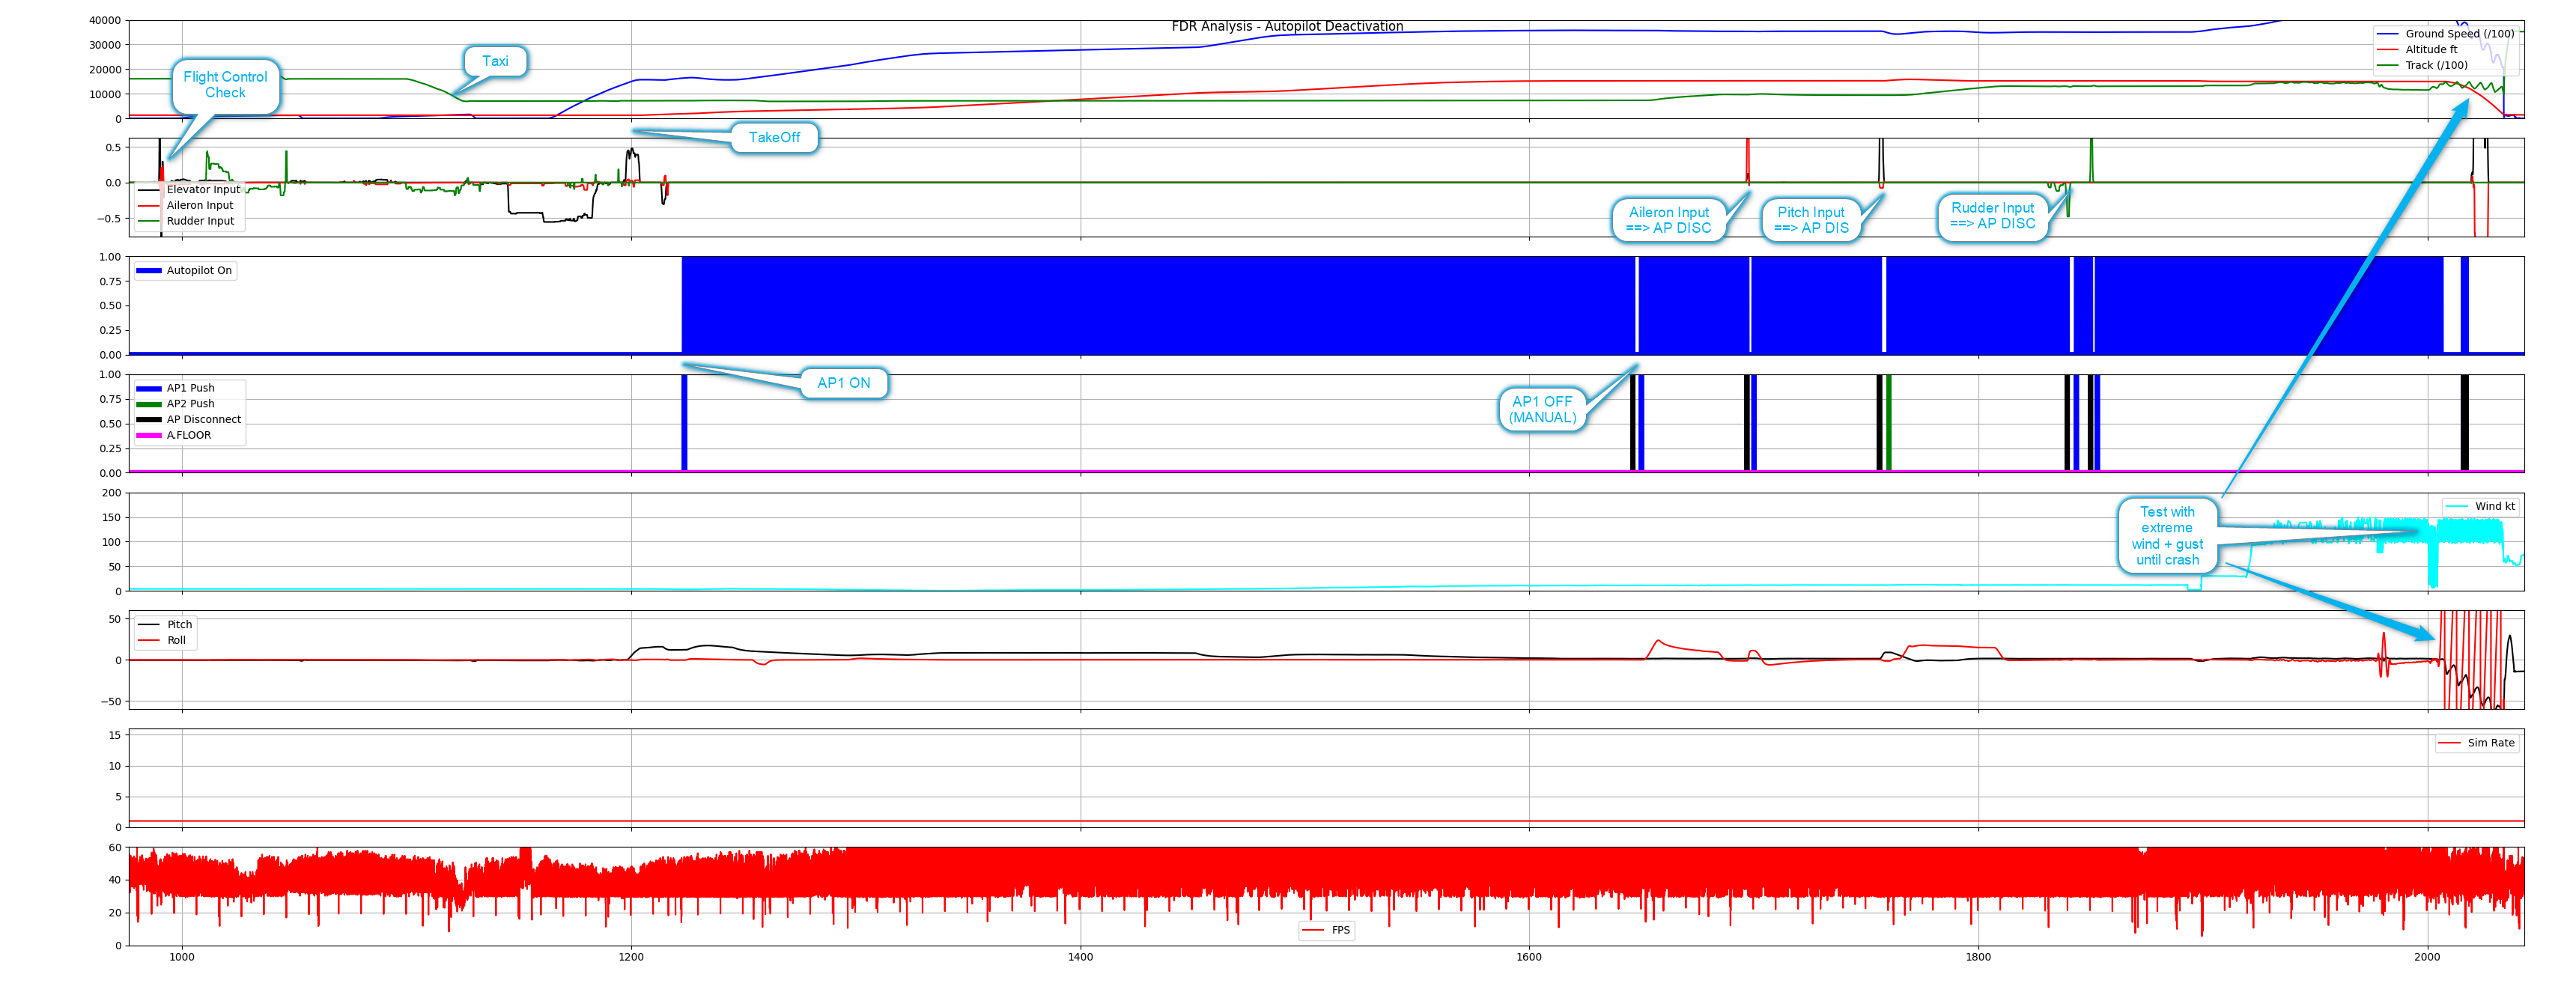 FDR Analysis - Autopilot Deactivation
40000
30000
20000
10000
0
Ground Speed (/100)
Altitude ft
Track (/100)
Flight Control
Check
Taxi
TakeOff
0.5
0.0
−0.5
Elevator Input
Aileron Input
Rudder Input
Aileron Input
==> AP DISC
Pitch Input
==> AP DIS
Rudder Input
==> AP DISC
1.00
0.75
0.50
0.25
0.00
Autopilot On
AP1 ON
AP1 OFF
(MANUAL)
1.00
0.75
0.50
0.25
0.00
AP1 Push
AP2 Push
AP Disconnect
A.FLOOR
200
150
100
50
0
Wind kt
Test with
extreme
wind + gust
until crash
50
0
−50
Pitch
Roll
15
10
5
0
Sim Rate
60
40
20
0
FPS
1000 1200 1400 1600 1800 2000